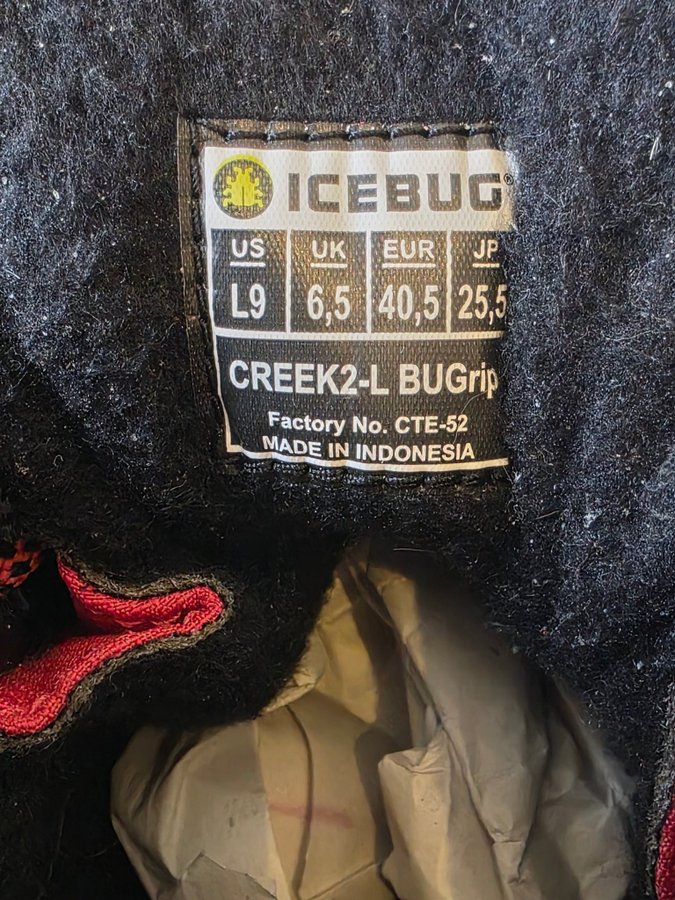 ICEBUG®
US UK EUR JP
L9 6,5 40,5 25,5
CREEK2-L BUGrip
Factory No. CTE-52
MADE IN INDONESIA